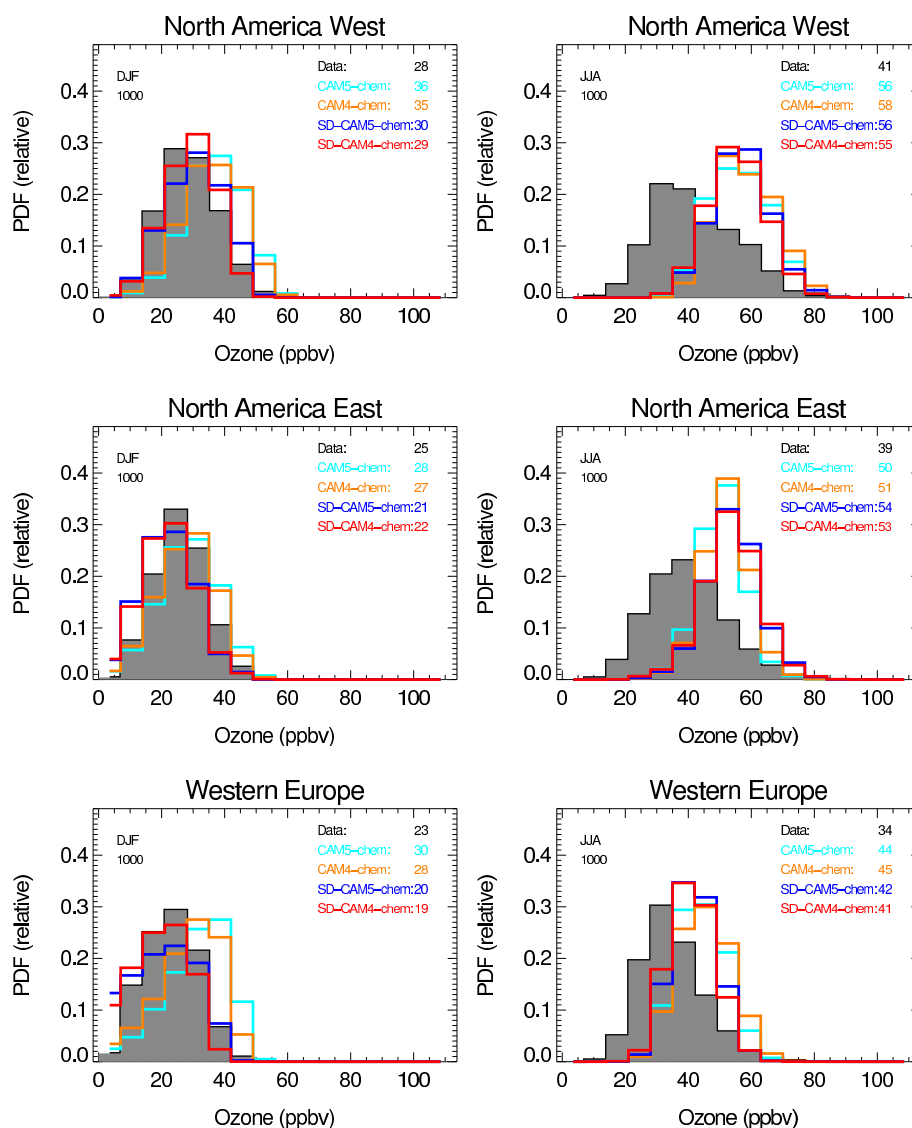 North America West
DJF
1000
Data: 28
CAM5-chem: 36
CAM4-chem: 35
SD-CAM5-chem:30
SD-CAM4-chem:29
PDF (relative)
0.4
0.3
0.2
0.1
0.0
0 20 40 60 80 100
Ozone (ppbv)
North America West
JJA
1000
Data: 41
CAM5-chem: 56
CAM4-chem: 58
SD-CAM5-chem:56
SD-CAM4-chem:55
PDF (relative)
0.4
0.3
0.2
0.1
0.0
0 20 40 60 80 100
Ozone (ppbv)
North America East
DJF
1000
Data: 25
CAM5-chem: 28
CAM4-chem: 27
SD-CAM5-chem:21
SD-CAM4-chem:22
PDF (relative)
0.4
0.3
0.2
0.1
0.0
0 20 40 60 80 100
Ozone (ppbv)
North America East
JJA
1000
Data: 39
CAM5-chem: 50
CAM4-chem: 51
SD-CAM5-chem:54
SD-CAM4-chem:53
PDF (relative)
0.4
0.3
0.2
0.1
0.0
0 20 40 60 80 100
Ozone (ppbv)
Western Europe
DJF
1000
Data: 23
CAM5-chem: 30
CAM4-chem: 28
SD-CAM5-chem:20
SD-CAM4-chem:19
PDF (relative)
0.4
0.3
0.2
0.1
0.0
0 20 40 60 80 100
Ozone (ppbv)
Western Europe
JJA
1000
Data: 34
CAM5-chem: 44
CAM4-chem: 45
SD-CAM5-chem:42
SD-CAM4-chem:41
PDF (relative)
0.4
0.3
0.2
0.1
0.0
0 20 40 60 80 100
Ozone (ppbv)